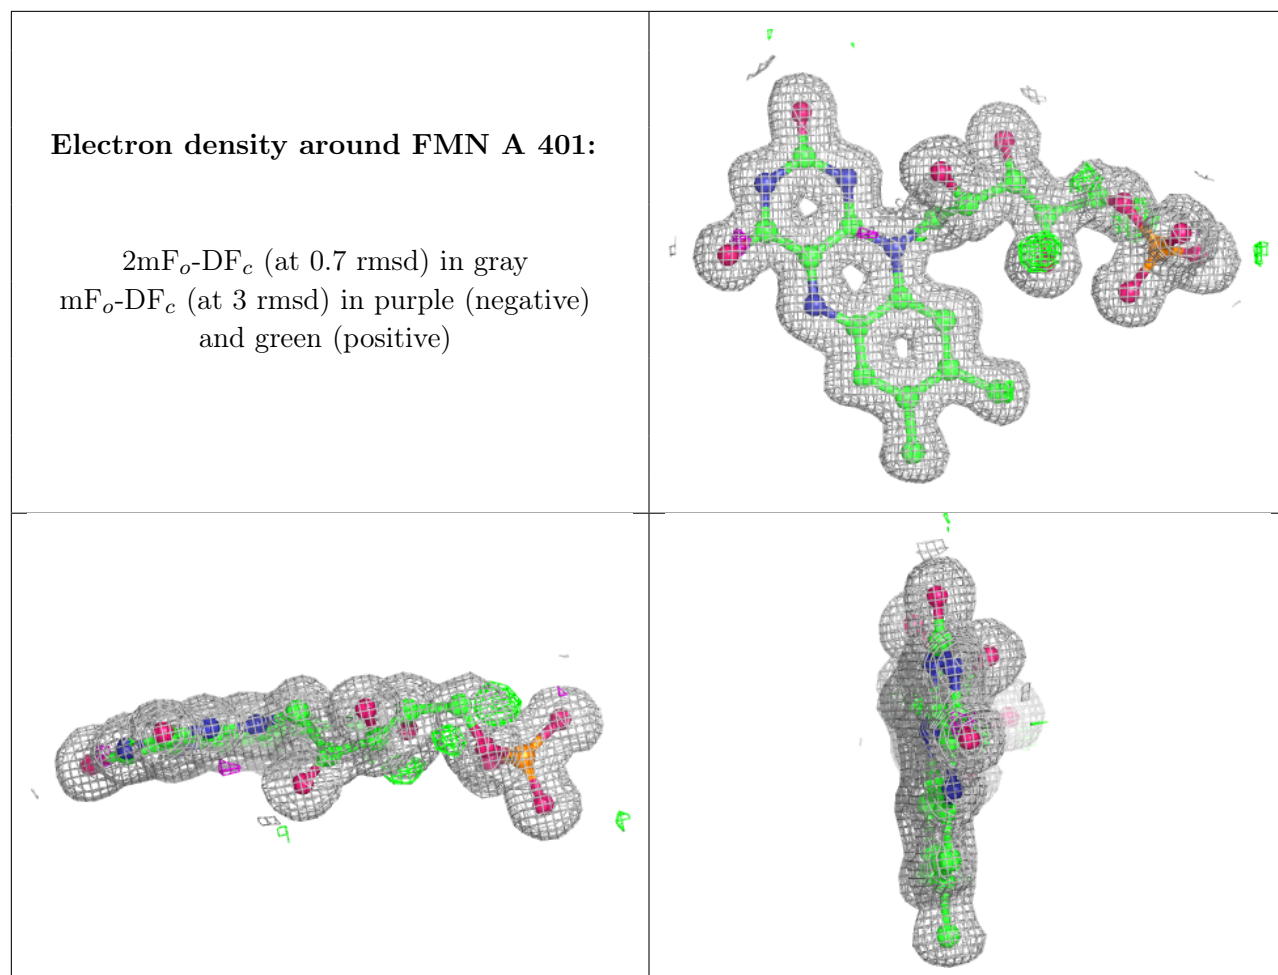 Electron density around FMN A 401:
2mFo-DFc (at 0.7 rmsd) in gray
mFo-DFc (at 3 rmsd) in purple (negative)
and green (positive)